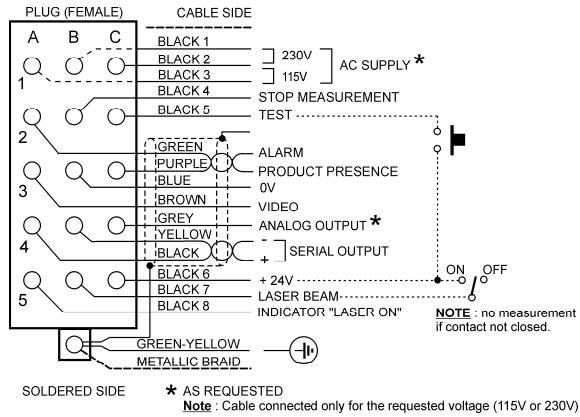 PLUG (FEMALE)
CABLE SIDE
A B C
BLACK 1
BLACK 2
230V
AC SUPPLY *
1
BLACK 3
115V
BLACK 4
STOP MEASUREMENT
BLACK 5
TEST
2
GREEN
ALARM
PURPLE
PRODUCT PRESENCE
3
BLUE
0V
BROWN
VIDEO
GREY
ANALOG OUTPUT *
4
YELLOW
-
SERIAL OUTPUT
BLACK
+
BLACK 6
+ 24V
ON OFF
5
BLACK 7
LASER BEAM
BLACK 8
INDICATOR "LASER ON"
NOTE : no measurement
if contact not closed.
GREEN-YELLOW
METALLIC BRAID
SOLDERED SIDE
* AS REQUESTED
Note : Cable connected only for the requested voltage (115V or 230V)